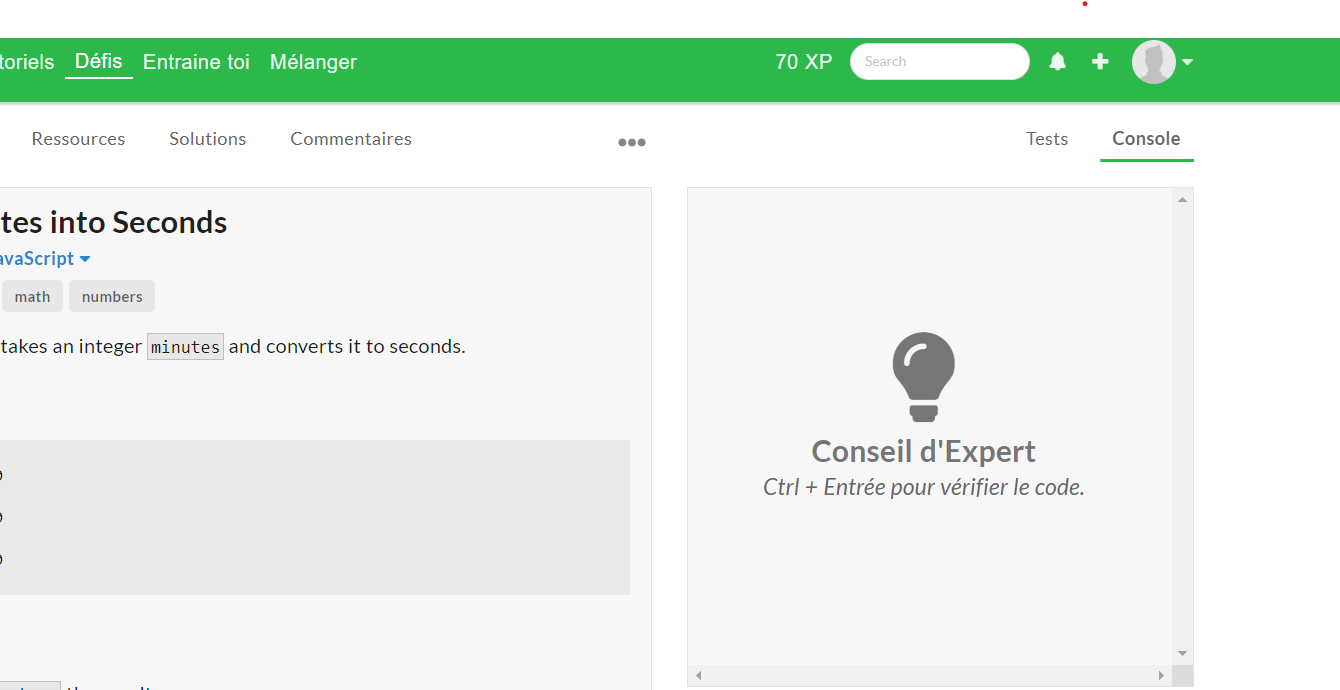 toriels Défis Entraine toi Mélanger 70 XP Search
Ressources Solutions Commentaires Tests Console
tes into Seconds
avaScript
math numbers
takes an integer minutes and converts it to seconds.
Conseil d'Expert
Ctrl + Entrée pour vérifier le code.